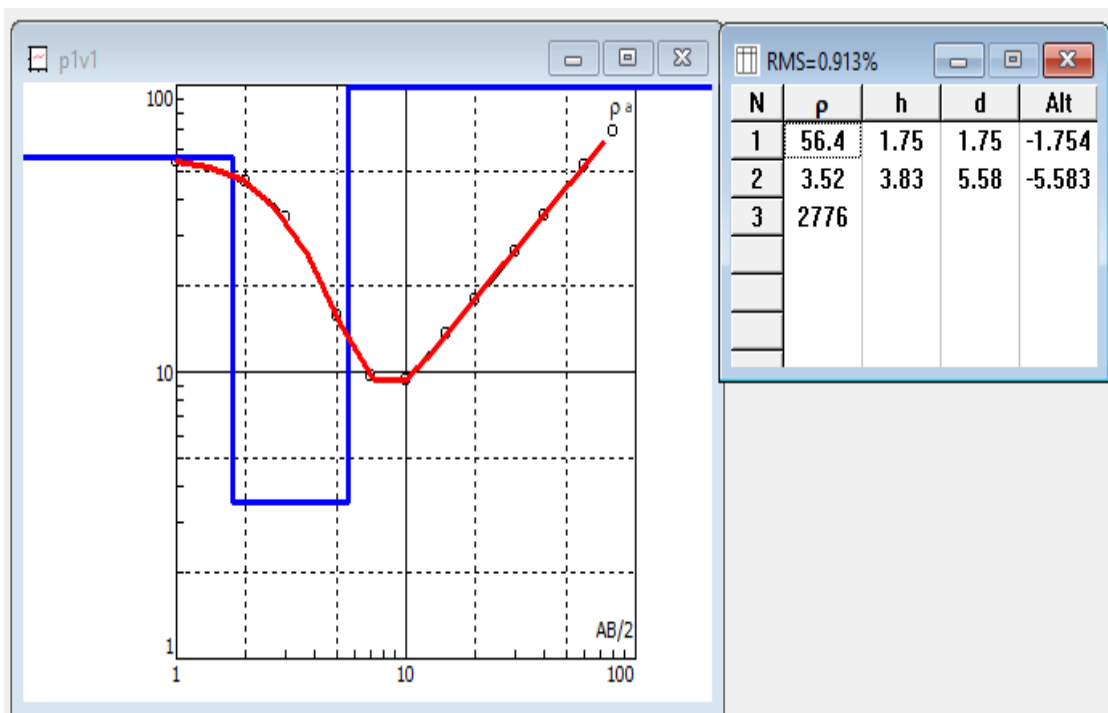 p1v1
100
ρa
10
1
AB/2
1 10 100
RMS=0.913%
N ρ h d Alt
1 56.4 1.75 1.75 -1.754
2 3.52 3.83 5.58 -5.583
3 2776